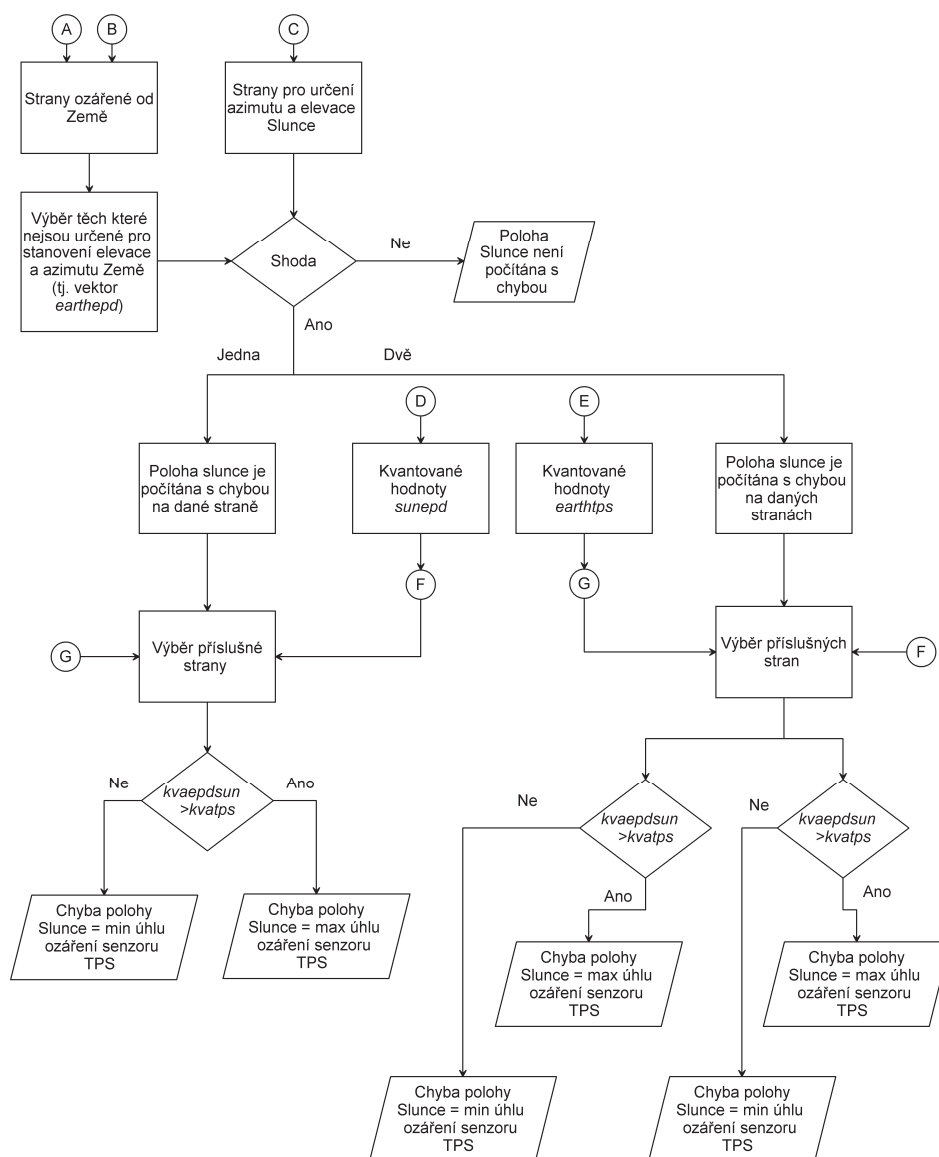 A
B
C
Strany ozářené od
Země
Strany pro určení
azimutu a elevace
Slunce
Výběr těch které
nejsou určené pro
stanovení elevace
a azimutu Země
(tj. vektor
earthepd)
Shoda
Ne
Poloha
Slunce není
počítána s
chybou
Ano
Jedna
Dvě
D
E
Poloha slunce je
počítána s chybou
na dané straně
Kvantované
hodnoty
sunepd
Kvantované
hodnoty
earthtps
Poloha slunce je
počítána s chybou
na daných
stranách
F
G
G
Výběr příslušné
strany
Výběr příslušných
stran
F
Ne
kvaepdsun
>kvatps
Ano
Ne
kvaepdsun
>kvatps
Ano
Ne
kvaepdsun
>kvatps
Ano
Chyba polohy
Slunce = min úhlu
ozáření senzoru
TPS
Chyba polohy
Slunce = max úhlu
ozáření senzoru
TPS
Chyba polohy
Slunce = max úhlu
ozáření senzoru
TPS
Chyba polohy
Slunce = max úhlu
ozáření senzoru
TPS
Chyba polohy
Slunce = min úhlu
ozáření senzoru
TPS
Chyba polohy
Slunce = min úhlu
ozáření senzoru
TPS